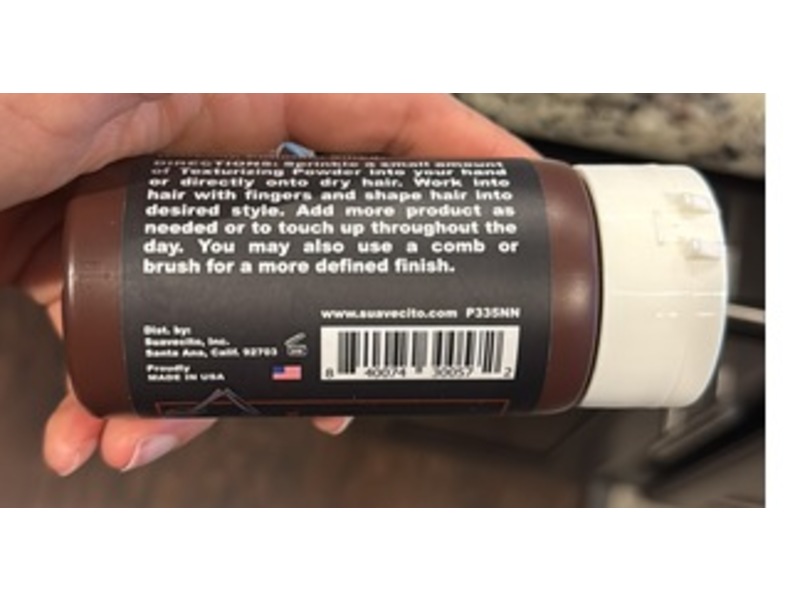 DIRECTIONS: Sprinkle a small amount
of Texturizing Powder into your hand
or directly onto dry hair. Work into
hair with fingers and shape hair into
desired style. Add more product as
needed or to touch up throughout the
day. You may also use a comb or
brush for a more defined finish.
www.suavecito.com P335NN
Dist. by:
Suavecito, Inc.
Santa Ana, Calif. 92703
Proudly
MADE IN USA
8 40074 30057 2